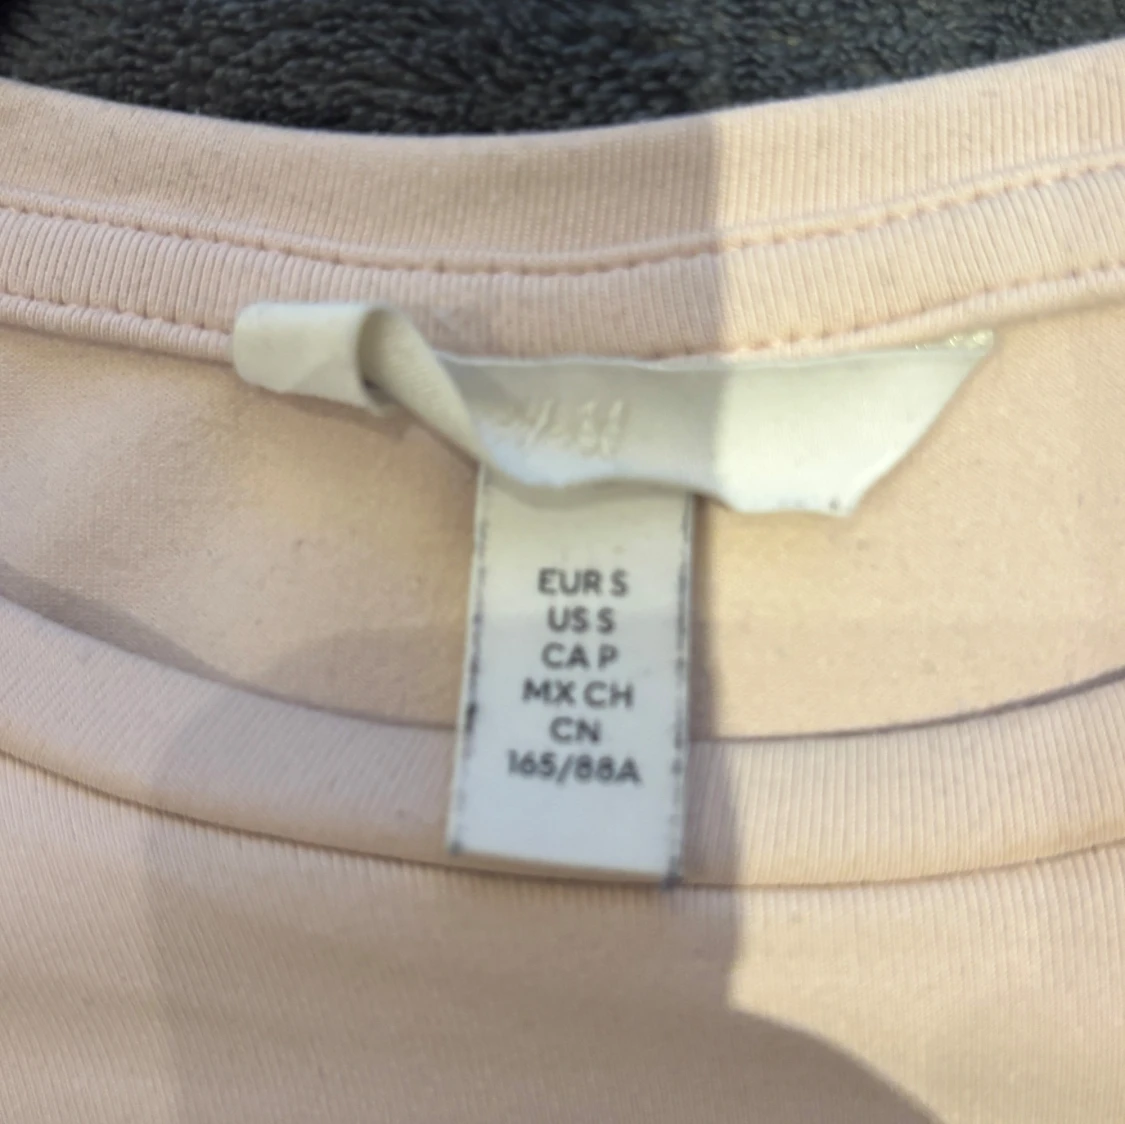 EUR S
US S
CA P
MX CH
CN
165/88A